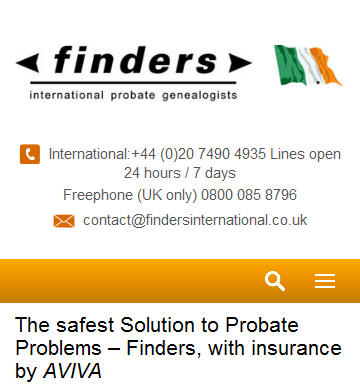 finders
international probate genealogists
International:+44 (0)20 7490 4935 Lines open
24 hours / 7 days
Freephone (UK only) 0800 085 8796
contact@findersinternational.co.uk
The safest Solution to Probate
Problems – Finders, with insurance
by AVIVA